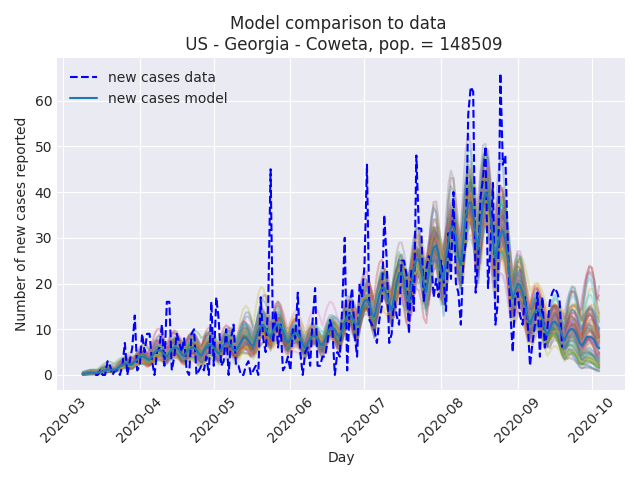 Model comparison to data
US - Georgia - Coweta, pop. = 148509
new cases data
new cases model
Number of new cases reported
60
50
40
30
20
10
0
2020-03
2020-04
2020-05
2020-06
2020-07
2020-08
2020-09
2020-10
Day